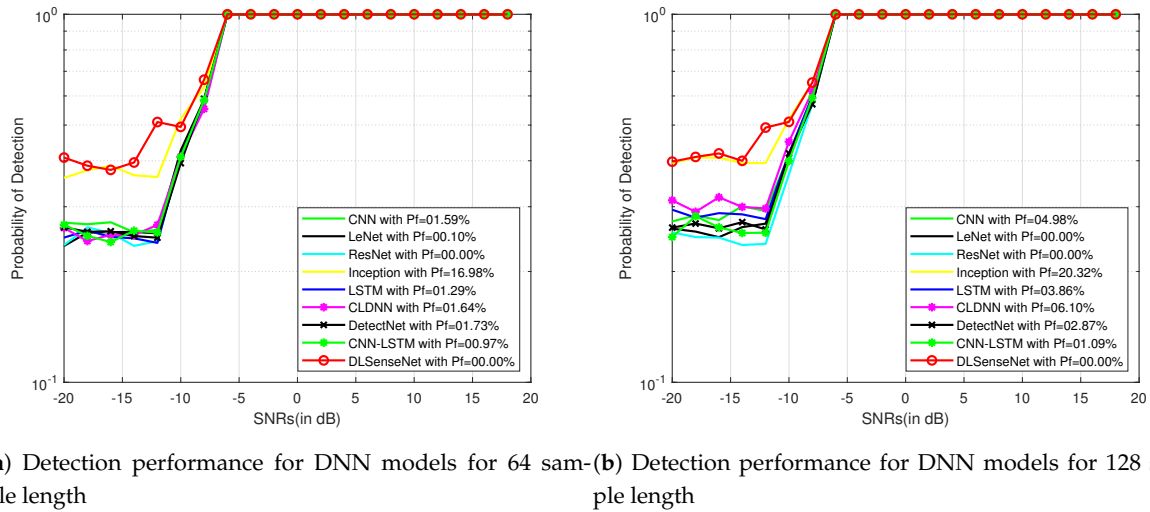 10^0
10^-1
Probability of Detection
CNN with Pf=01.59%
LeNet with Pf=00.10%
ResNet with Pf=00.00%
Inception with Pf=16.98%
LSTM with Pf=01.29%
CLDNN with Pf=01.64%
DetectNet with Pf=01.73%
CNN-LSTM with Pf=00.97%
DLSenseNet with Pf=00.00%
-20 -15 -10 -5 0 5 10 15 20
SNRs(in dB)
10^0
10^-1
Probability of Detection
CNN with Pf=04.98%
LeNet with Pf=00.00%
ResNet with Pf=00.00%
Inception with Pf=20.32%
LSTM with Pf=03.86%
CLDNN with Pf=06.10%
DetectNet with Pf=02.87%
CNN-LSTM with Pf=01.09%
DLSenseNet with Pf=00.00%
-20 -15 -10 -5 0 5 10 15 20
SNRs(in dB)
) Detection performance for DNN models for 64 sam-
le length
(b) Detection performance for DNN models for 128
ple length